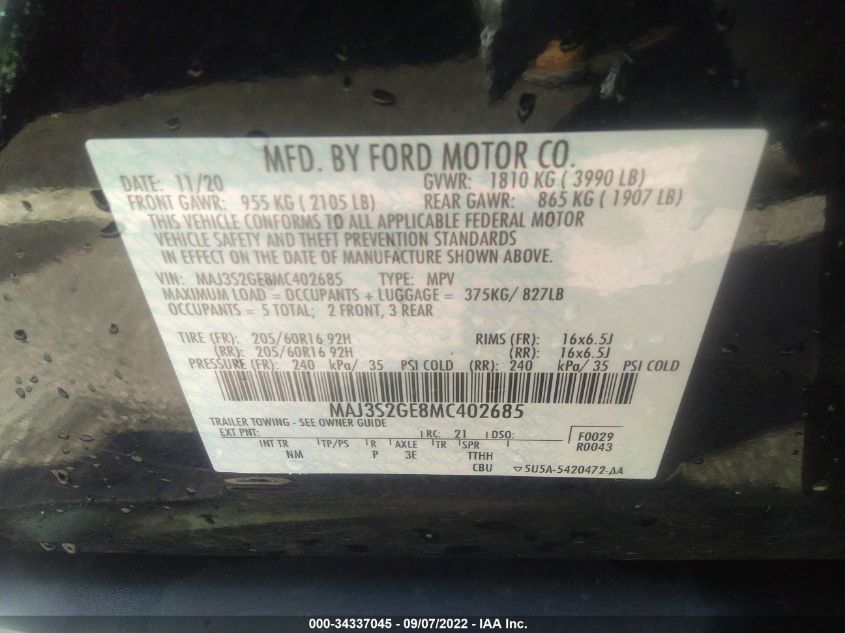 MFD. BY FORD MOTOR CO.
DATE: 11/20 GVWR: 1810 KG ( 3990 LB)
FRONT GAWR: 955 KG ( 2105 LB) REAR GAWR: 865 KG ( 1907 LB)
THIS VEHICLE CONFORMS TO ALL APPLICABLE FEDERAL MOTOR
VEHICLE SAFETY AND THEFT PREVENTION STANDARDS
IN EFFECT ON THE DATE OF MANUFACTURE SHOWN ABOVE.
VIN: MAJ3S2GE8MC402685 TYPE: MPV
MAXIMUM LOAD = OCCUPANTS + LUGGAGE = 375KG/ 827LB
OCCUPANTS = 5 TOTAL; 2 FRONT, 3 REAR
TIRE (FR): 205/60R16 92H RIMS (FR): 16x6.5J
(RR): 205/60R16 92H (RR): 16x6.5J
PRESSURE (FR): 240 kPa/ 35 PSI COLD (RR): 240 kPa/ 35 PSI COLD
MAJ3S2GE8MC402685
TRAILER TOWING - SEE OWNER GUIDE
EXT PNT: RC: 21 DSO: F0029
INT TR TP/PS R AXLE TR SPR R0043
NM P 3E TTHH
CBU 5U5A-5420472-AA
000-34337045 - 09/07/2022 - IAA Inc.